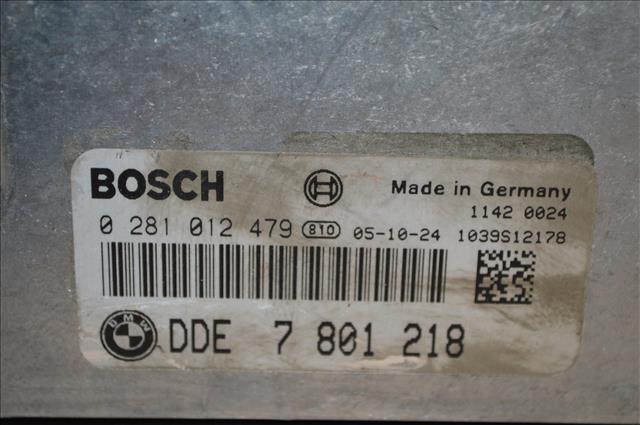 BOSCH Made in Germany
1142 0024
0 281 012 479 810 05-10-24 1039S12178
BMW DDE 7 801 218